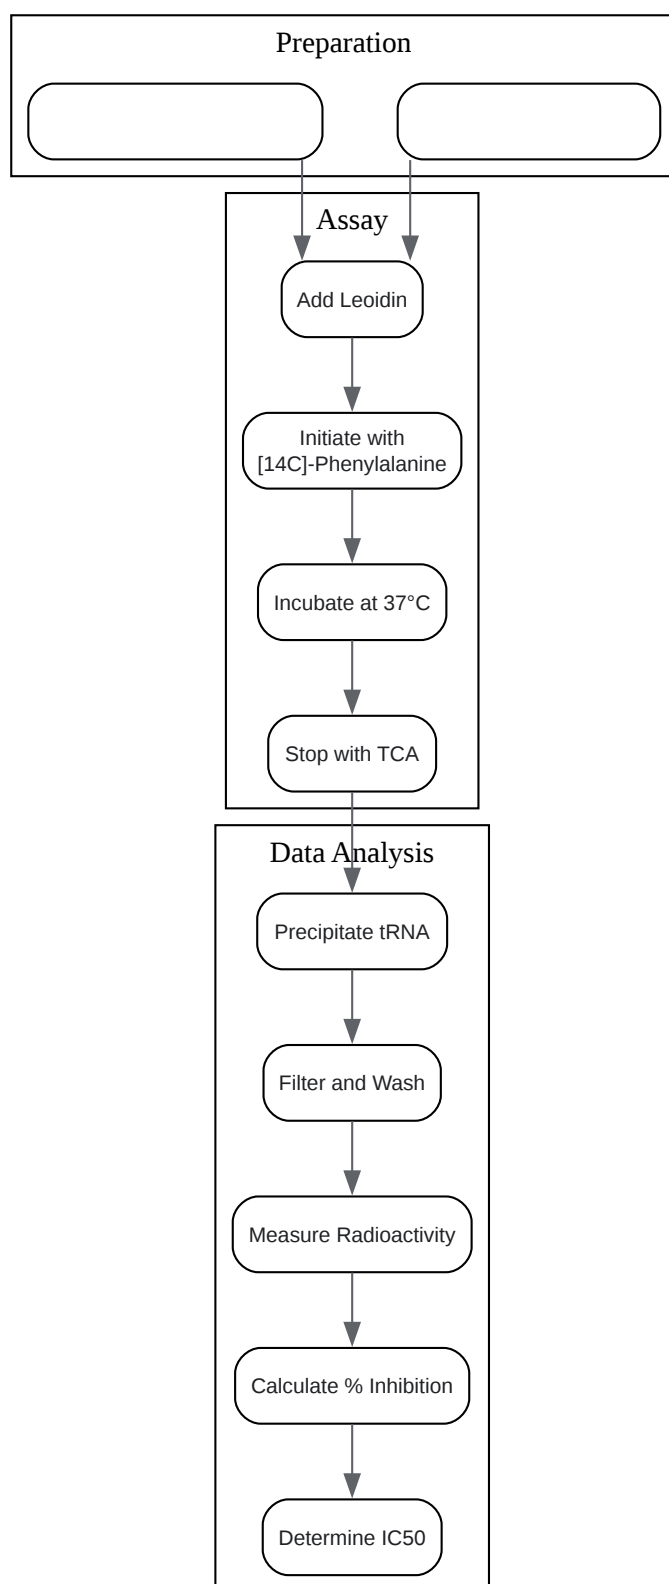 Preparation
Assay
Add Leoidin
Initiate with
[14C]-Phenylalanine
Incubate at 37°C
Stop with TCA
Data Analysis
Precipitate tRNA
Filter and Wash
Measure Radioactivity
Calculate % Inhibition
Determine IC50